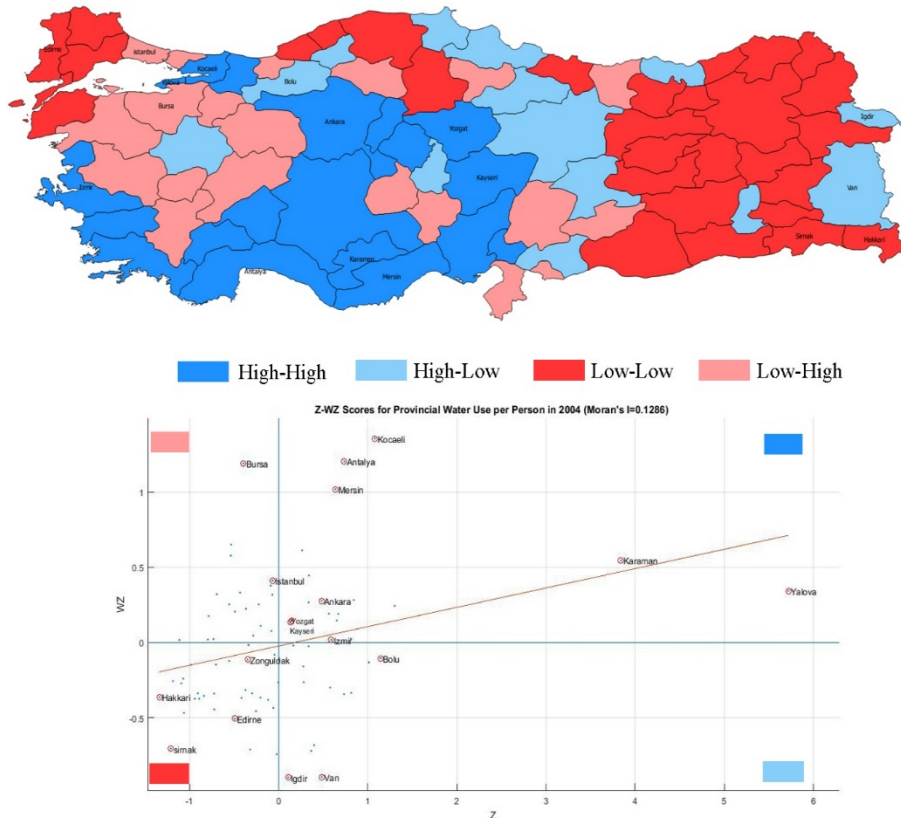 Edirne
istanbul
Kocaeli
Yalova
Bolu
Bursa
Ankara
Yozgat
Igdir
Kayseri
Van
Izmir
Sirnak
Hakkari
Karaman
Antalya
Mersin
High-High High-Low Low-Low Low-High
Z-WZ Scores for Provincial Water Use per Person in 2004 (Moran's I=0.1286)
Kocaeli
Antalya
Bursa
Mersin
1
Karaman
0.5
Istanbul
Yalova
Ankara
WZ
Yozgat
Kayseri
Izmir
0
Zonguldak
Bolu
Hakkari
-0.5
Edirne
sirnak
Igdir
Van
-1 0 1 2 3 4 5 6
Z